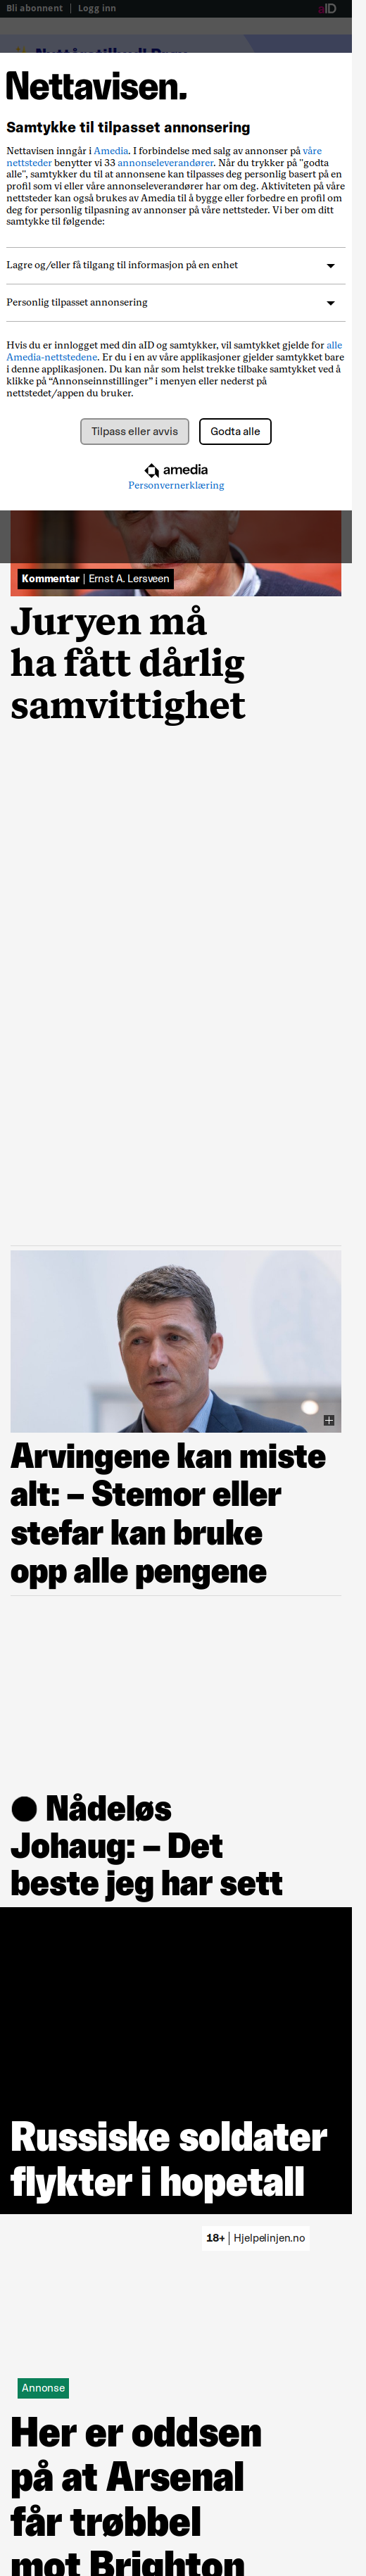 Bli abonnent | Logg inn
aID
Nettavisen.
Samtykke til tilpasset annonsering
Nettavisen inngår i Amedia. I forbindelse med salg av annonser på våre
nettsteder benytter vi 33 annonseleverandører. Når du trykker på "godta
alle", samtykker du til at annonsene kan tilpasses deg personlig basert på en
profil som vi eller våre annonseleverandører har om deg. Aktiviteten på våre
nettsteder kan også brukes av Amedia til å bygge eller forbedre en profil om
deg for personlig tilpasning av annonser på våre nettsteder. Vi ber om ditt
samtykke til følgende:
Lagre og/eller få tilgang til informasjon på en enhet
Personlig tilpasset annonsering
Hvis du er innlogget med din aID og samtykker, vil samtykket gjelde for alle
Amedia-nettstedene. Er du i en av våre applikasjoner gjelder samtykket bare
i denne applikasjonen. Du kan når som helst trekke tilbake samtykket ved å
klikke på “Annonseinnstillinger” i menyen eller nederst på
nettstedet/appen du bruker.
Tilpass eller avvis
Godta alle
amedia
Personvernerklæring
Kommentar | Ernst A. Lersveen
Juryen må
ha fått dårlig
samvittighet
Arvingene kan miste
alt: – Stemor eller
stefar kan bruke
opp alle pengene
Nådeløs
Johaug: – Det
beste jeg har sett
Russiske soldater
flykter i hopetall
18+ | Hjelpelinjen.no
Annonse
Her er oddsen
på at Arsenal
får trøbbel
mot Brighton